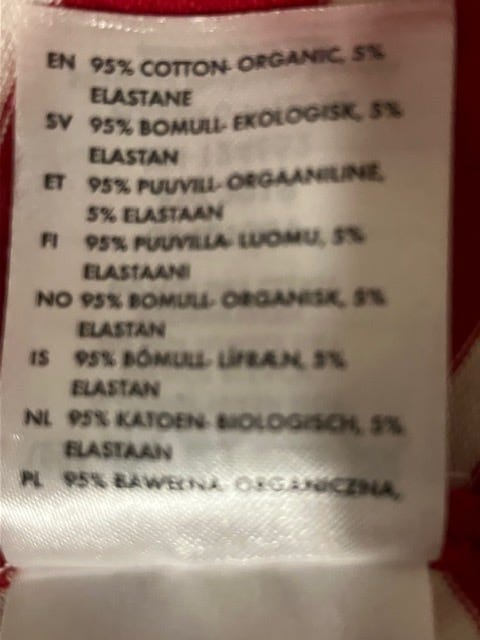 EN 95% COTTON- ORGANIC, 5%
ELASTANE
SV 95% BOMULL- EKOLOGISK, 5%
ELASTAN
ET 95% PUUVILL- ORGAANILINE,
5% ELASTAAN
FI 95% PUUVILLA- LUOMU, 5%
ELASTAANI
NO 95% BOMULL- ORGANISK, 5%
ELASTAN
IS 95% BÓMULL- LÍFRÆN, 5%
ELASTAN
NL 95% KATOEN- BIOLOGISCH, 5%
ELASTAAN
PL 95% BAWEŁNA- ORGANICZNA,